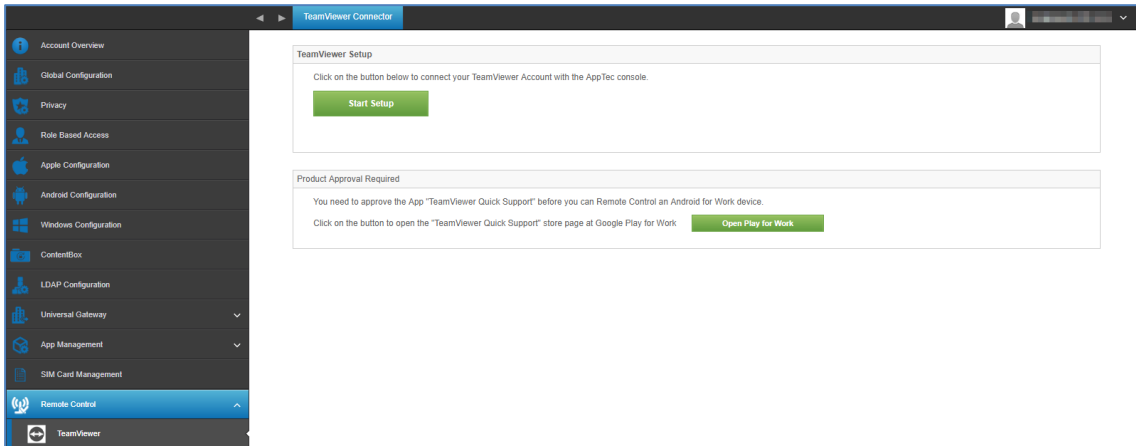 TeamViewer Connector
Account Overview
Global Configuration
Privacy
Role Based Access
Apple Configuration
Android Configuration
Windows Configuration
ContentBox
LDAP Configuration
Universal Gateway
App Management
SIM Card Management
Remote Control
TeamViewer
TeamViewer Setup
Click on the button below to connect your TeamViewer Account with the AppTec console.
Start Setup
Product Approval Required
You need to approve the App "TeamViewer Quick Support" before you can Remote Control an Android for Work device.
Click on the button to open the "TeamViewer Quick Support" store page at Google Play for Work
Open Play for Work